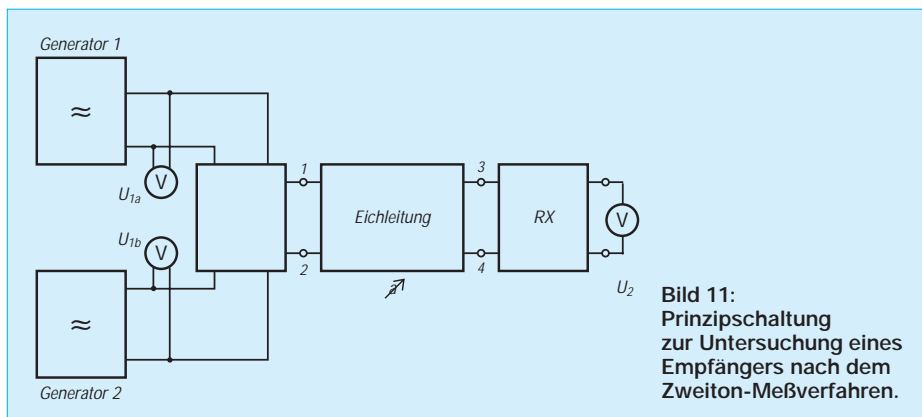 Generator 1
≈
V
U1a
U1b
V
≈
Generator 2
1
2
Eichleitung
a
3
4
RX
V
U2
Bild 11:
Prinzipschaltung
zur Untersuchung eines
Empfängers nach dem
Zweiton-Meßverfahren.